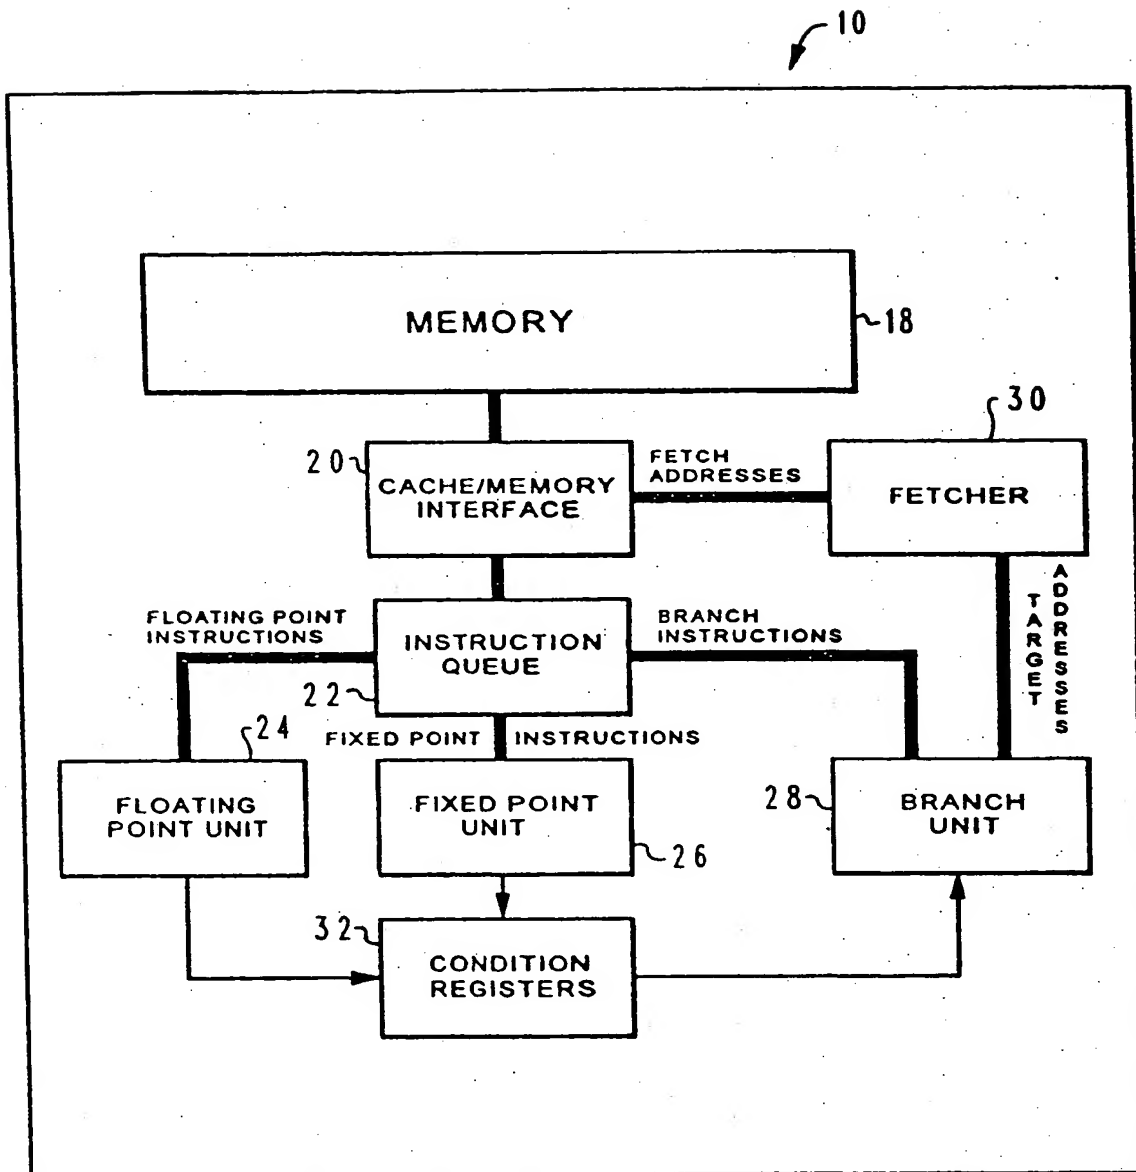 10
MEMORY
18
30
20
CACHE/MEMORY
INTERFACE
FETCH
ADDRESSES
FETCHER
FLOATING POINT
INSTRUCTIONS
INSTRUCTION
QUEUE
22
BRANCH
INSTRUCTIONS
TARGET
ADDRESSES
24
FIXED POINT INSTRUCTIONS
FLOATING
POINT UNIT
FIXED POINT
UNIT
26
28
BRANCH
UNIT
32
CONDITION
REGISTERS